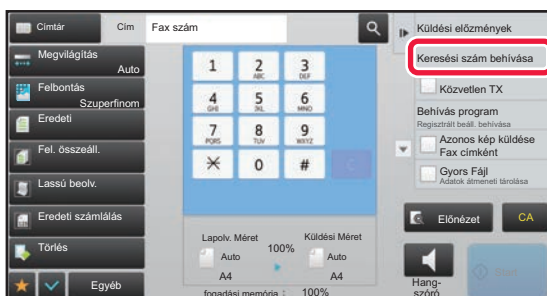 Címtár
Cím
Fax szám
Megvilágítás
Auto
Felbontás
Szuperfinom
Eredeti
Fel. összeáll.
Lassú beolv.
Eredeti számlálás
Törlés
Egyéb
1
2
ABC
3
DEF
4
GHI
5
JKL
6
MNO
7
PQRS
8
TUV
9
WXYZ
0
#
C
Lapolv. Méret
100%
Küldési Méret
Auto
Auto
A4
A4
fogadási memória : 100%
Küldési előzmények
Keresési szám behívása
Közvetlen TX
Behívás program
Regisztrált beáll. behívása
Azonos kép küldése
Fax címként
Gyors Fájl
Adatok átmeneti tárolása
Előnézet
CA
Hang-
szóró
Start